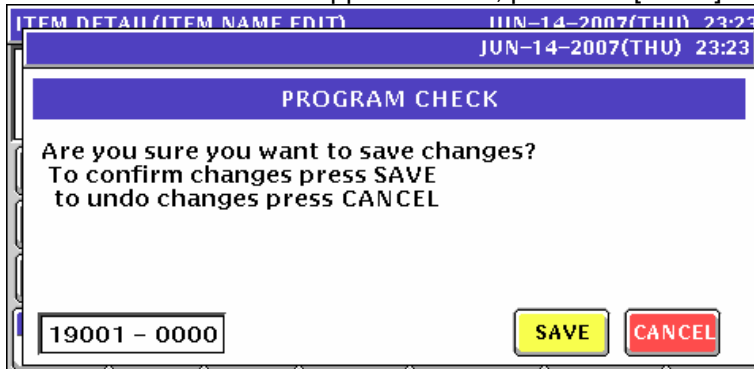 ITEM DETAIL(ITEM NAME EDIT) JUN-14-2007(THU) 23:23
JUN-14-2007(THU) 23:23
PROGRAM CHECK
Are you sure you want to save changes?
To confirm changes press SAVE
to undo changes press CANCEL
19001 - 0000
SAVE CANCEL